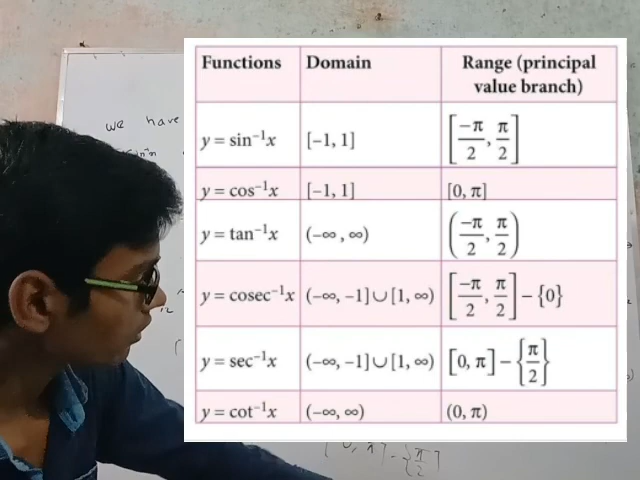 we have
Functions Domain Range (principal
value branch)
y = sin⁻¹x [−1, 1] [−π/2, π/2]
y = cos⁻¹x [−1, 1] [0, π]
y = tan⁻¹x (−∞, ∞) (−π/2, π/2)
y = cosec⁻¹x (−∞, −1]∪[1, ∞) [−π/2, π/2] − {0}
y = sec⁻¹x (−∞, −1]∪[1, ∞) [0, π] − {π/2}
y = cot⁻¹x (−∞, ∞) (0, π)